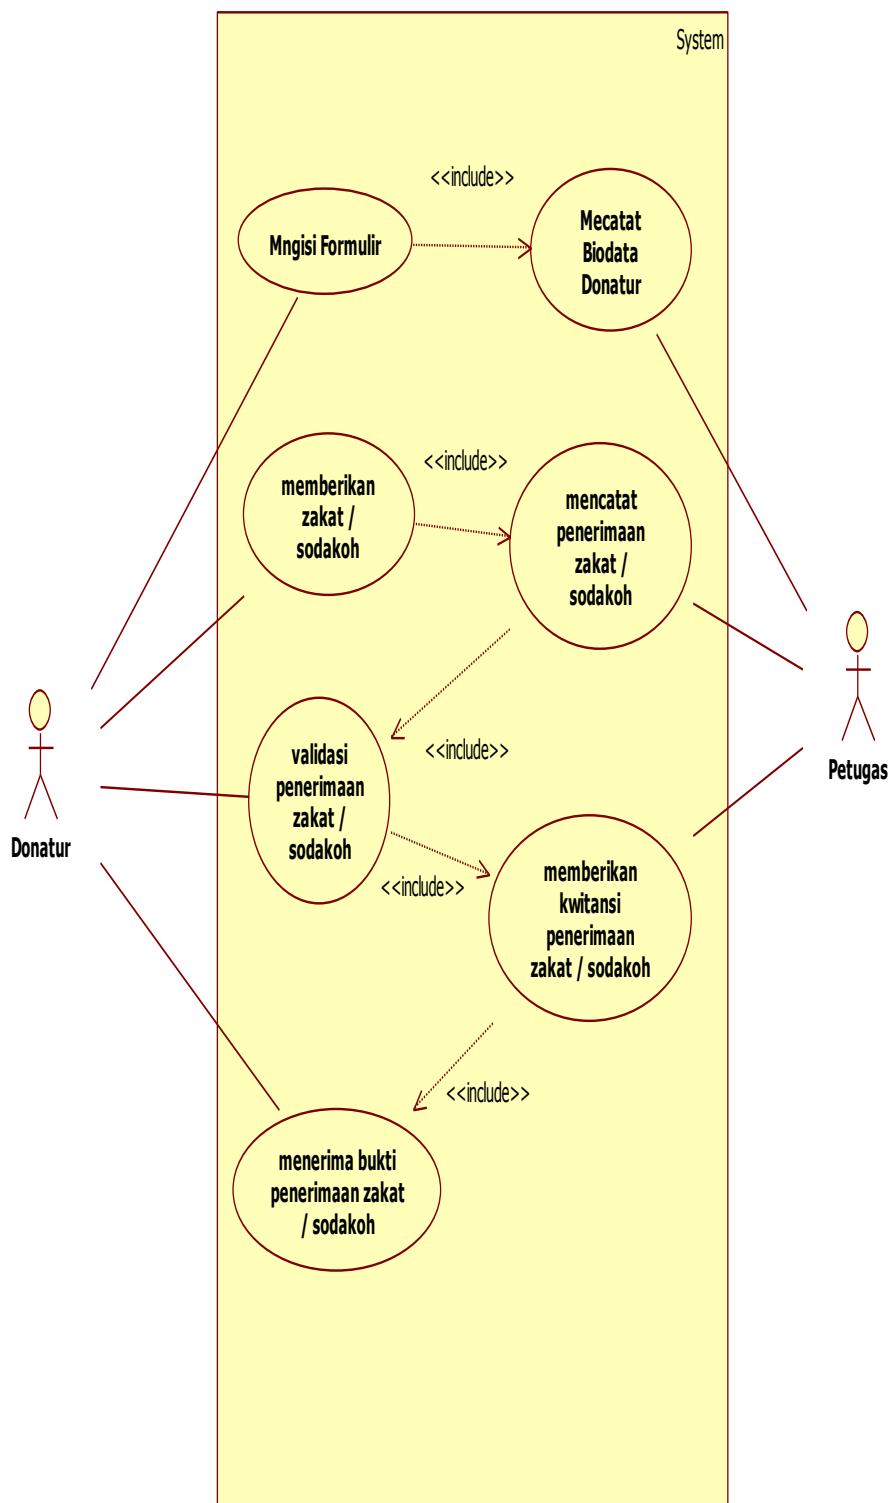 System
<<include>>
Mngisi Formulir
Mecatat
Biodata
Donatur
<<include>>
memberikan
zakat /
sodakoh
mencatat
penerimaan
zakat /
sodakoh
<<include>>
validasi
penerimaan
zakat /
sodakoh
Petugas
Donatur
<<include>>
memberikan
kwitansi
penerimaan
zakat / sodakoh
<<include>>
menerima bukti
penerimaan zakat
/ sodakoh